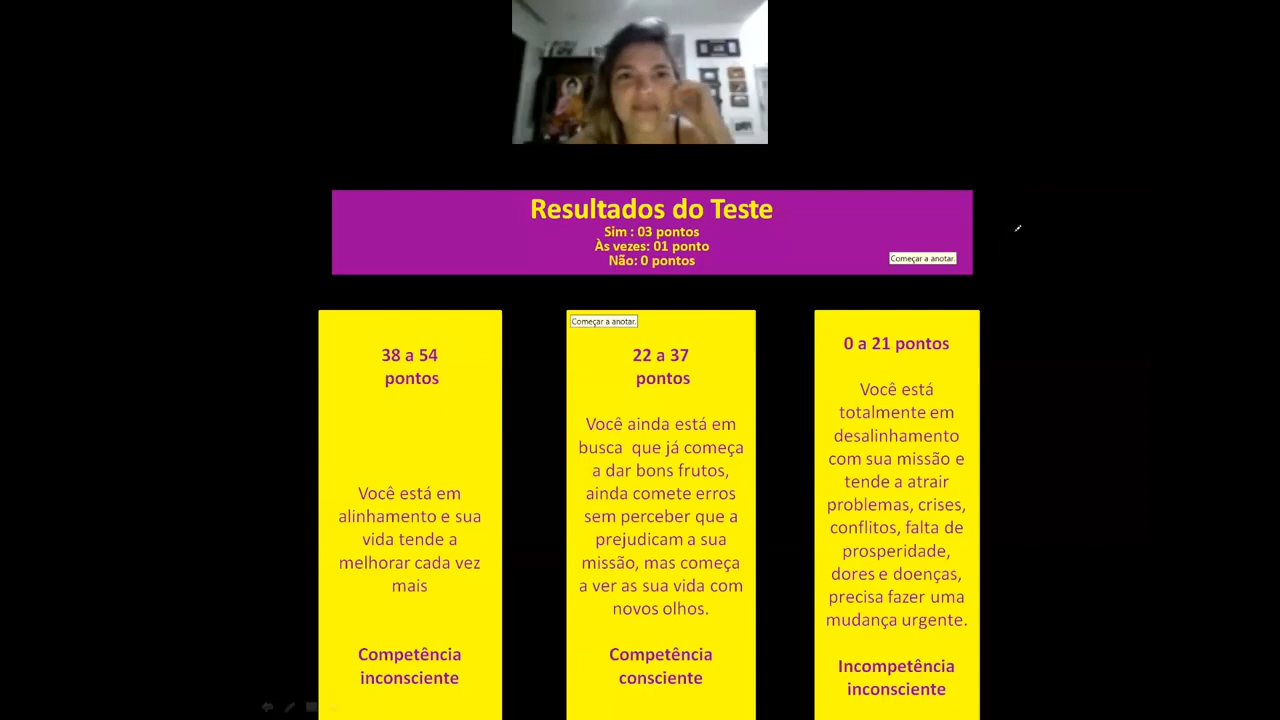 Resultados do Teste
Sim : 03 pontos
Às vezes: 01 ponto
Não: 0 pontos
Começar a anotar.
38 a 54
pontos
Você está em
alinhamento e sua
vida tende a
melhorar cada vez
mais
Competência
inconsciente
Começar a anotar.
22 a 37
pontos
Você ainda está em
busca que já começa
a dar bons frutos,
ainda comete erros
sem perceber que a
prejudicam a sua
missão, mas começa
a ver as sua vida com
novos olhos.
Competência
consciente
0 a 21 pontos
Você está
totalmente em
desalinhamento
com sua missão e
tende a atrair
problemas, crises,
conflitos, falta de
prosperidade,
dores e doenças,
precisa fazer uma
mudança urgente.
Incompetência
inconsciente